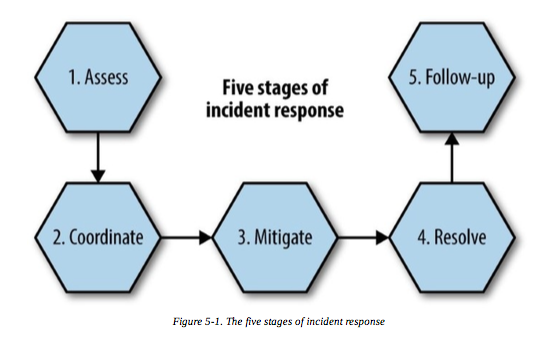 1. Assess
Five stages of
incident response
5. Follow-up
2. Coordinate
3. Mitigate
4. Resolve
Figure 5-1. The five stages of incident response